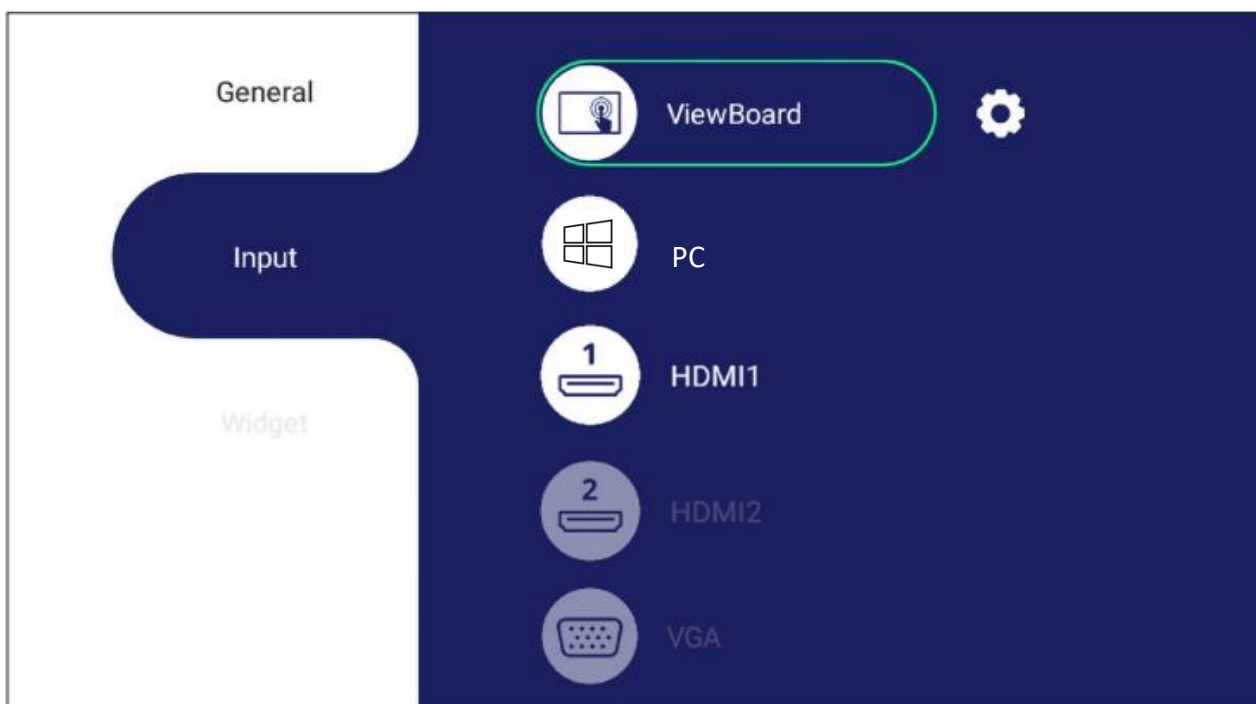 General
Input
Widget
ViewBoard
PC
1
HDMI1
2
HDMI2
VGA